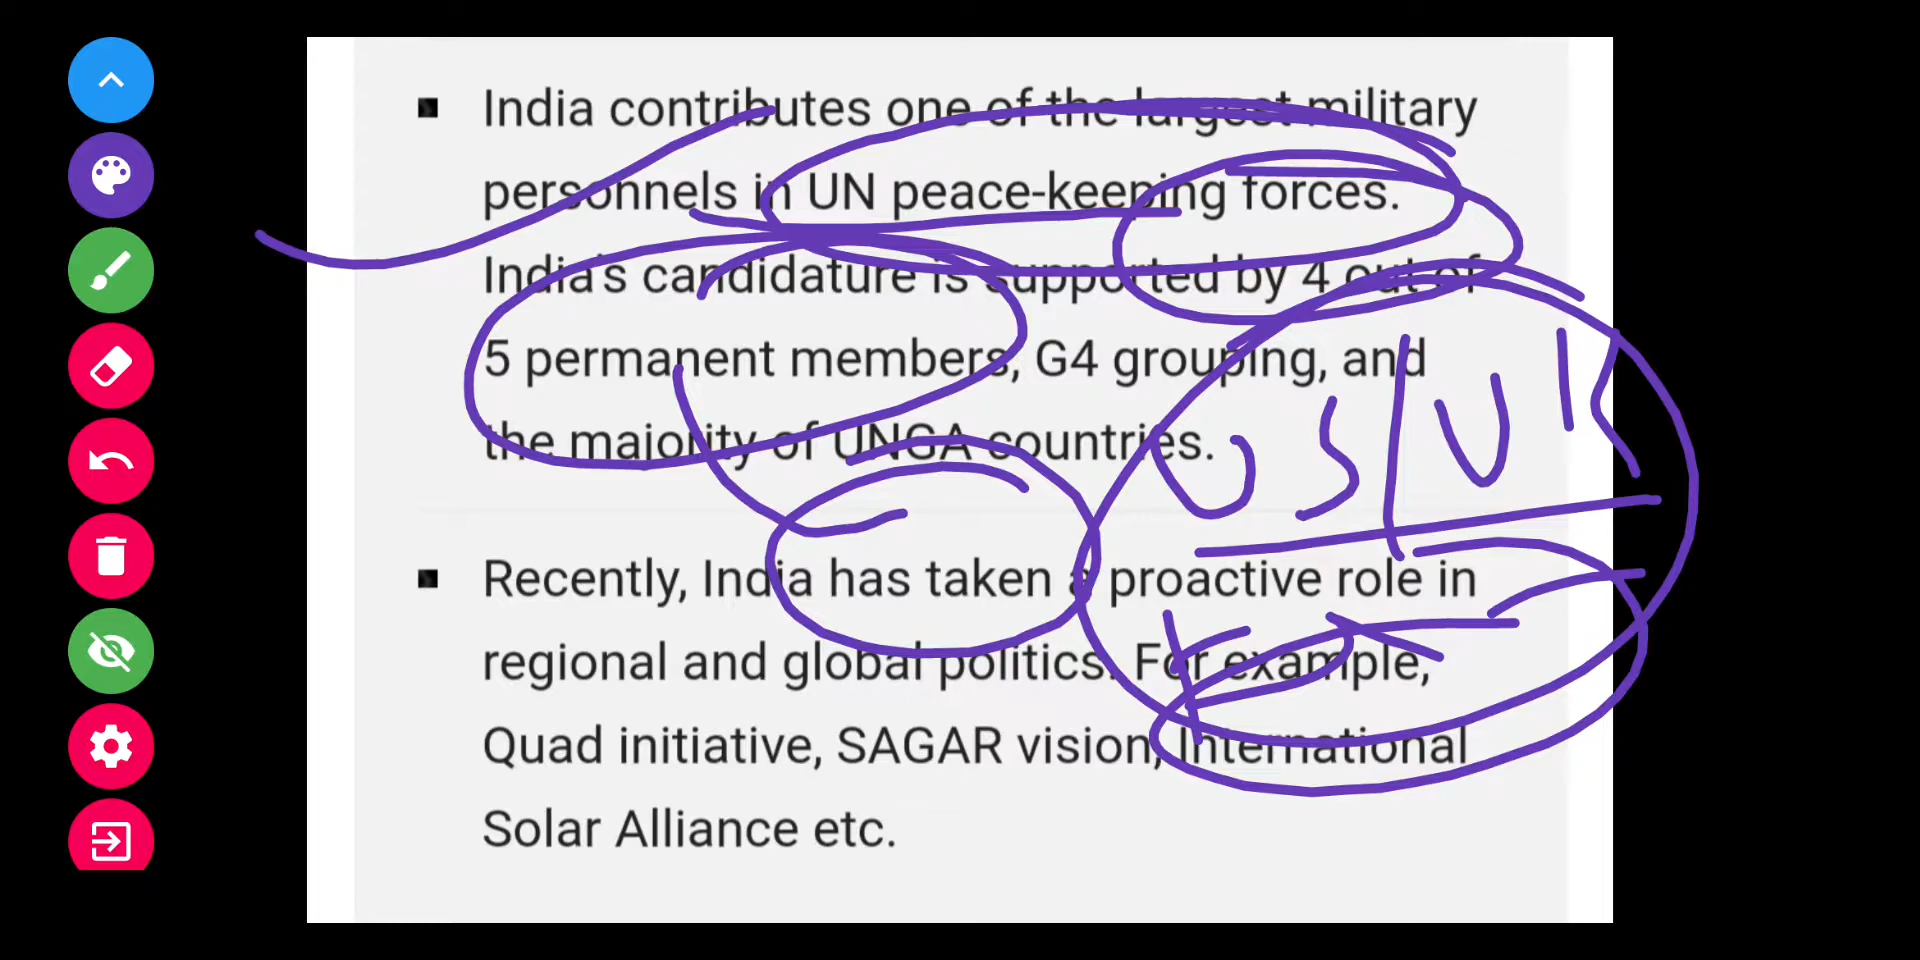 India contributes one of the largest military
personnels in UN peace-keeping forces.
India's candidature is supported by 4 out of
5 permanent members, G4 grouping, and
the majority of UNGA countries.
US/UK
Recently, India has taken a proactive role in
regional and global politics. For example,
Quad initiative, SAGAR vision, International
Solar Alliance etc.